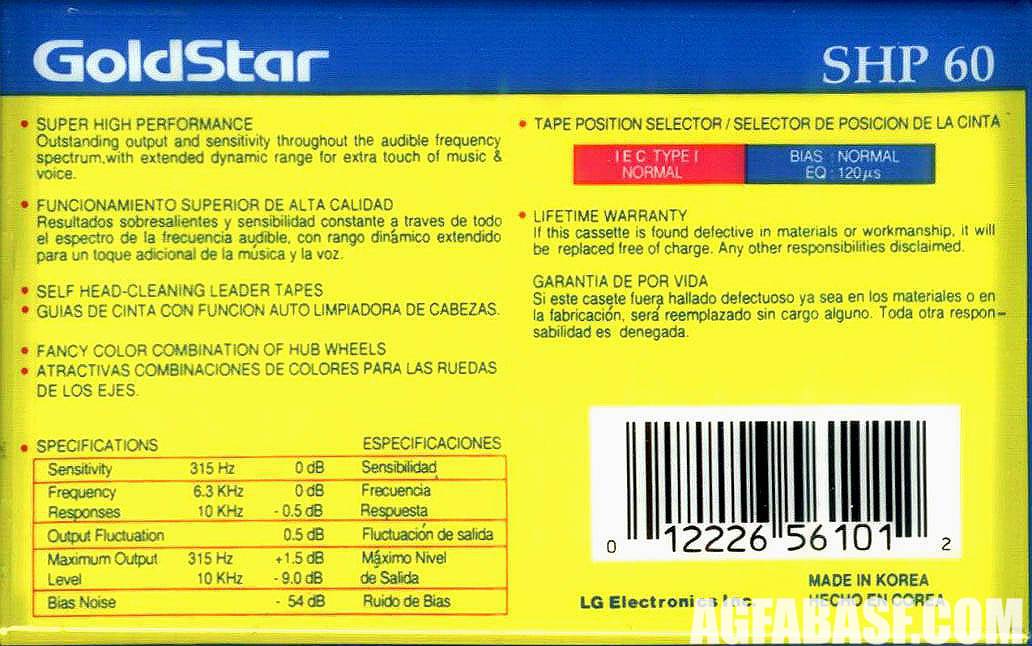 GoldStar
SHP 60
• SUPER HIGH PERFORMANCE
Outstanding output and sensitivity throughout the audible frequency
spectrum,with extended dynamic range for extra touch of music &
voice.
• FUNCIONAMIENTO SUPERIOR DE ALTA CALIDAD
Resultados sobresalientes y sensibilidad constante a traves de todo
el espectro de la frecuencia audible, con rango dinámico extendido
para un toque adicional de la música y la voz.
• SELF HEAD-CLEANING LEADER TAPES
• GUIAS DE CINTA CON FUNCION AUTO LIMPIADORA DE CABEZAS.
• FANCY COLOR COMBINATION OF HUB WHEELS
• ATRACTIVAS COMBINACIONES DE COLORES PARA LAS RUEDAS
DE LOS EJES.
• SPECIFICATIONS ESPECIFICACIONES
Sensitivity 315 Hz 0 dB Sensibilidad
Frequency 6.3 KHz 0 dB Frecuencia
Responses 10 KHz - 0.5 dB Respuesta
Output Fluctuation 0.5 dB Fluctuación de salida
Maximum Output 315 Hz +1.5 dB Máximo Nivel
Level 10 KHz - 9.0 dB de Salida
Bias Noise - 54 dB Ruido de Bias
• TAPE POSITION SELECTOR / SELECTOR DE POSICION DE LA CINTA
IEC TYPE I
NORMAL
BIAS : NORMAL
EQ : 120µs
• LIFETIME WARRANTY
If this cassette is found defective in materials or workmanship, it will
be replaced free of charge. Any other responsibilities disclaimed.
GARANTIA DE POR VIDA
Si este casete fuera hallado defectuoso ya sea en los materiales o en
la fabricación, será reemplazado sin cargo alguno. Toda otra respon-
sabilidad es denegada.
0 12226 56101 2
MADE IN KOREA
LG Electronics Inc. HECHO EN COREA
AGFABASE.COM